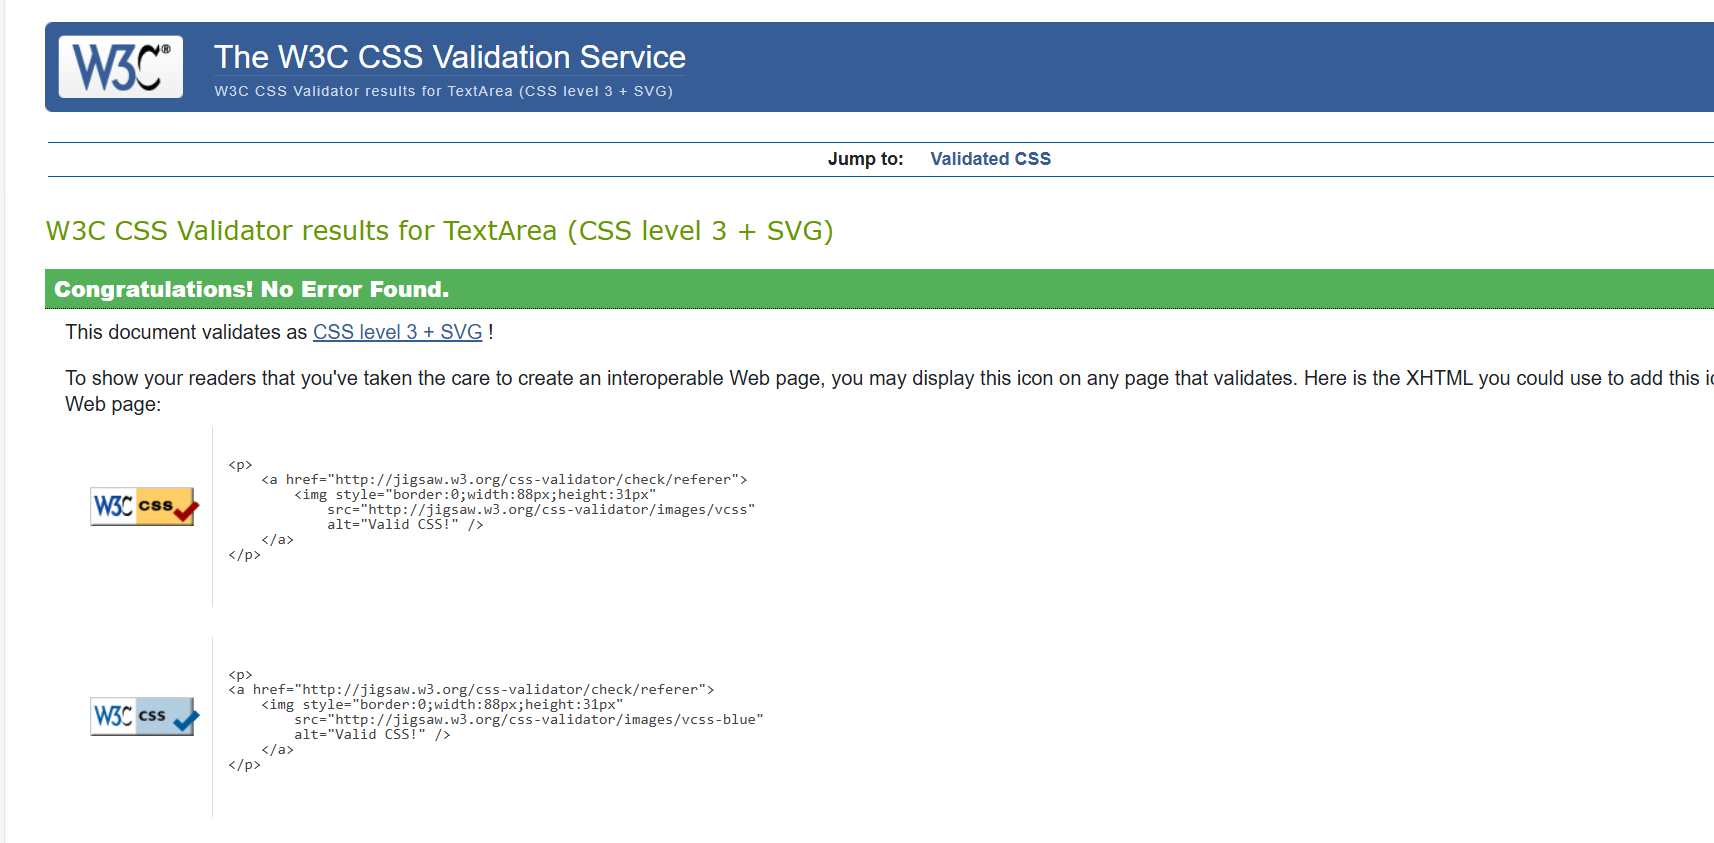 W3C®
The W3C CSS Validation Service
W3C CSS Validator results for TextArea (CSS level 3 + SVG)
Jump to: Validated CSS
W3C CSS Validator results for TextArea (CSS level 3 + SVG)
Congratulations! No Error Found.
This document validates as CSS level 3 + SVG !
To show your readers that you've taken the care to create an interoperable Web page, you may display this icon on any page that validates. Here is the XHTML you could use to add this
Web page:
W3C css
<p>
    <a href="http://jigsaw.w3.org/css-validator/check/referer">
        <img style="border:0;width:88px;height:31px"
            src="http://jigsaw.w3.org/css-validator/images/vcss"
            alt="Valid CSS!" />
    </a>
</p>
W3C css
<p>
<a href="http://jigsaw.w3.org/css-validator/check/referer">
    <img style="border:0;width:88px;height:31px"
        src="http://jigsaw.w3.org/css-validator/images/vcss-blue"
        alt="Valid CSS!" />
    </a>
</p>